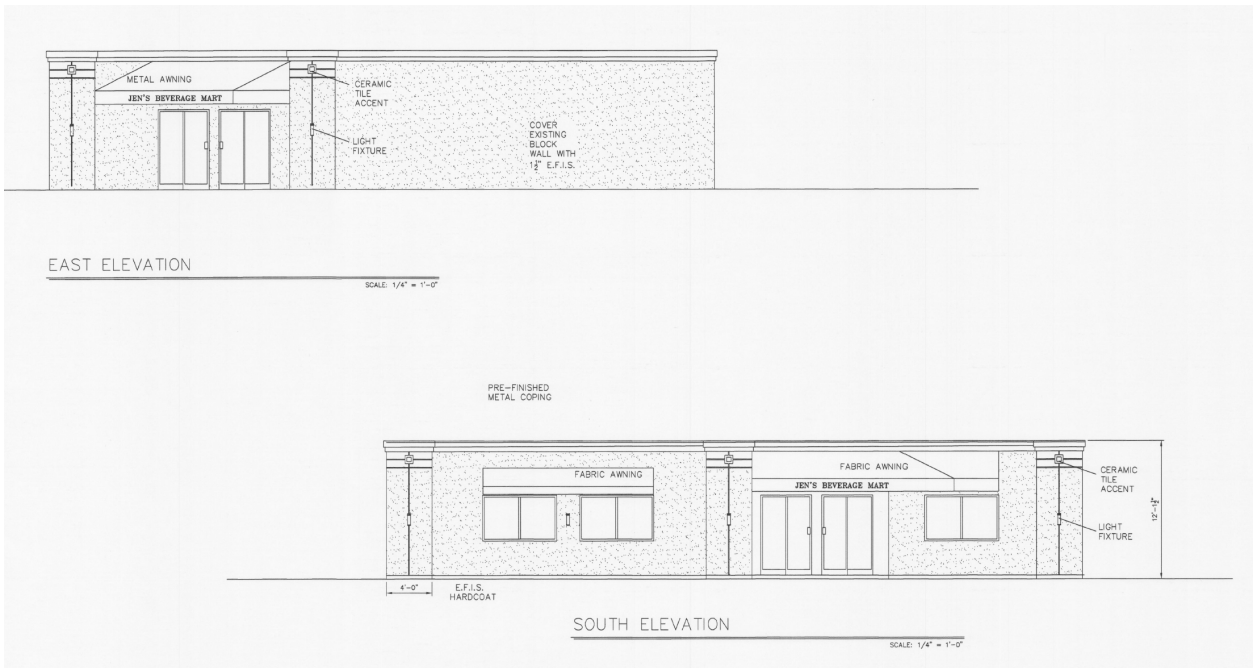 METAL AWNING
JEN'S BEVERAGE MART
CERAMIC
TILE
ACCENT
LIGHT
FIXTURE
COVER
EXISTING
BLOCK
WALL WITH
1½" E.F.I.S.
EAST ELEVATION
SCALE: 1/4" = 1'-0"
PRE-FINISHED
METAL COPING
FABRIC AWNING
FABRIC AWNING
JEN'S BEVERAGE MART
CERAMIC
TILE
ACCENT
LIGHT
FIXTURE
12'-1½"
4'-0"
E.F.I.S.
HARDCOAT
SOUTH ELEVATION
SCALE: 1/4" = 1'-0"